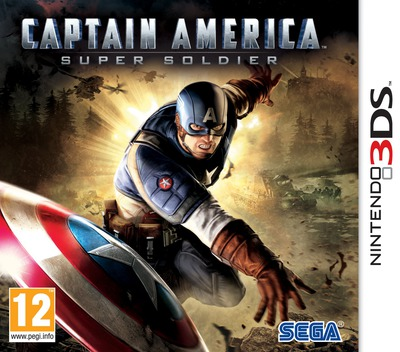 CAPTAIN AMERICA
SUPER SOLDIER
NINTENDO 3DS
A
12
www.pegi.info
SEGA